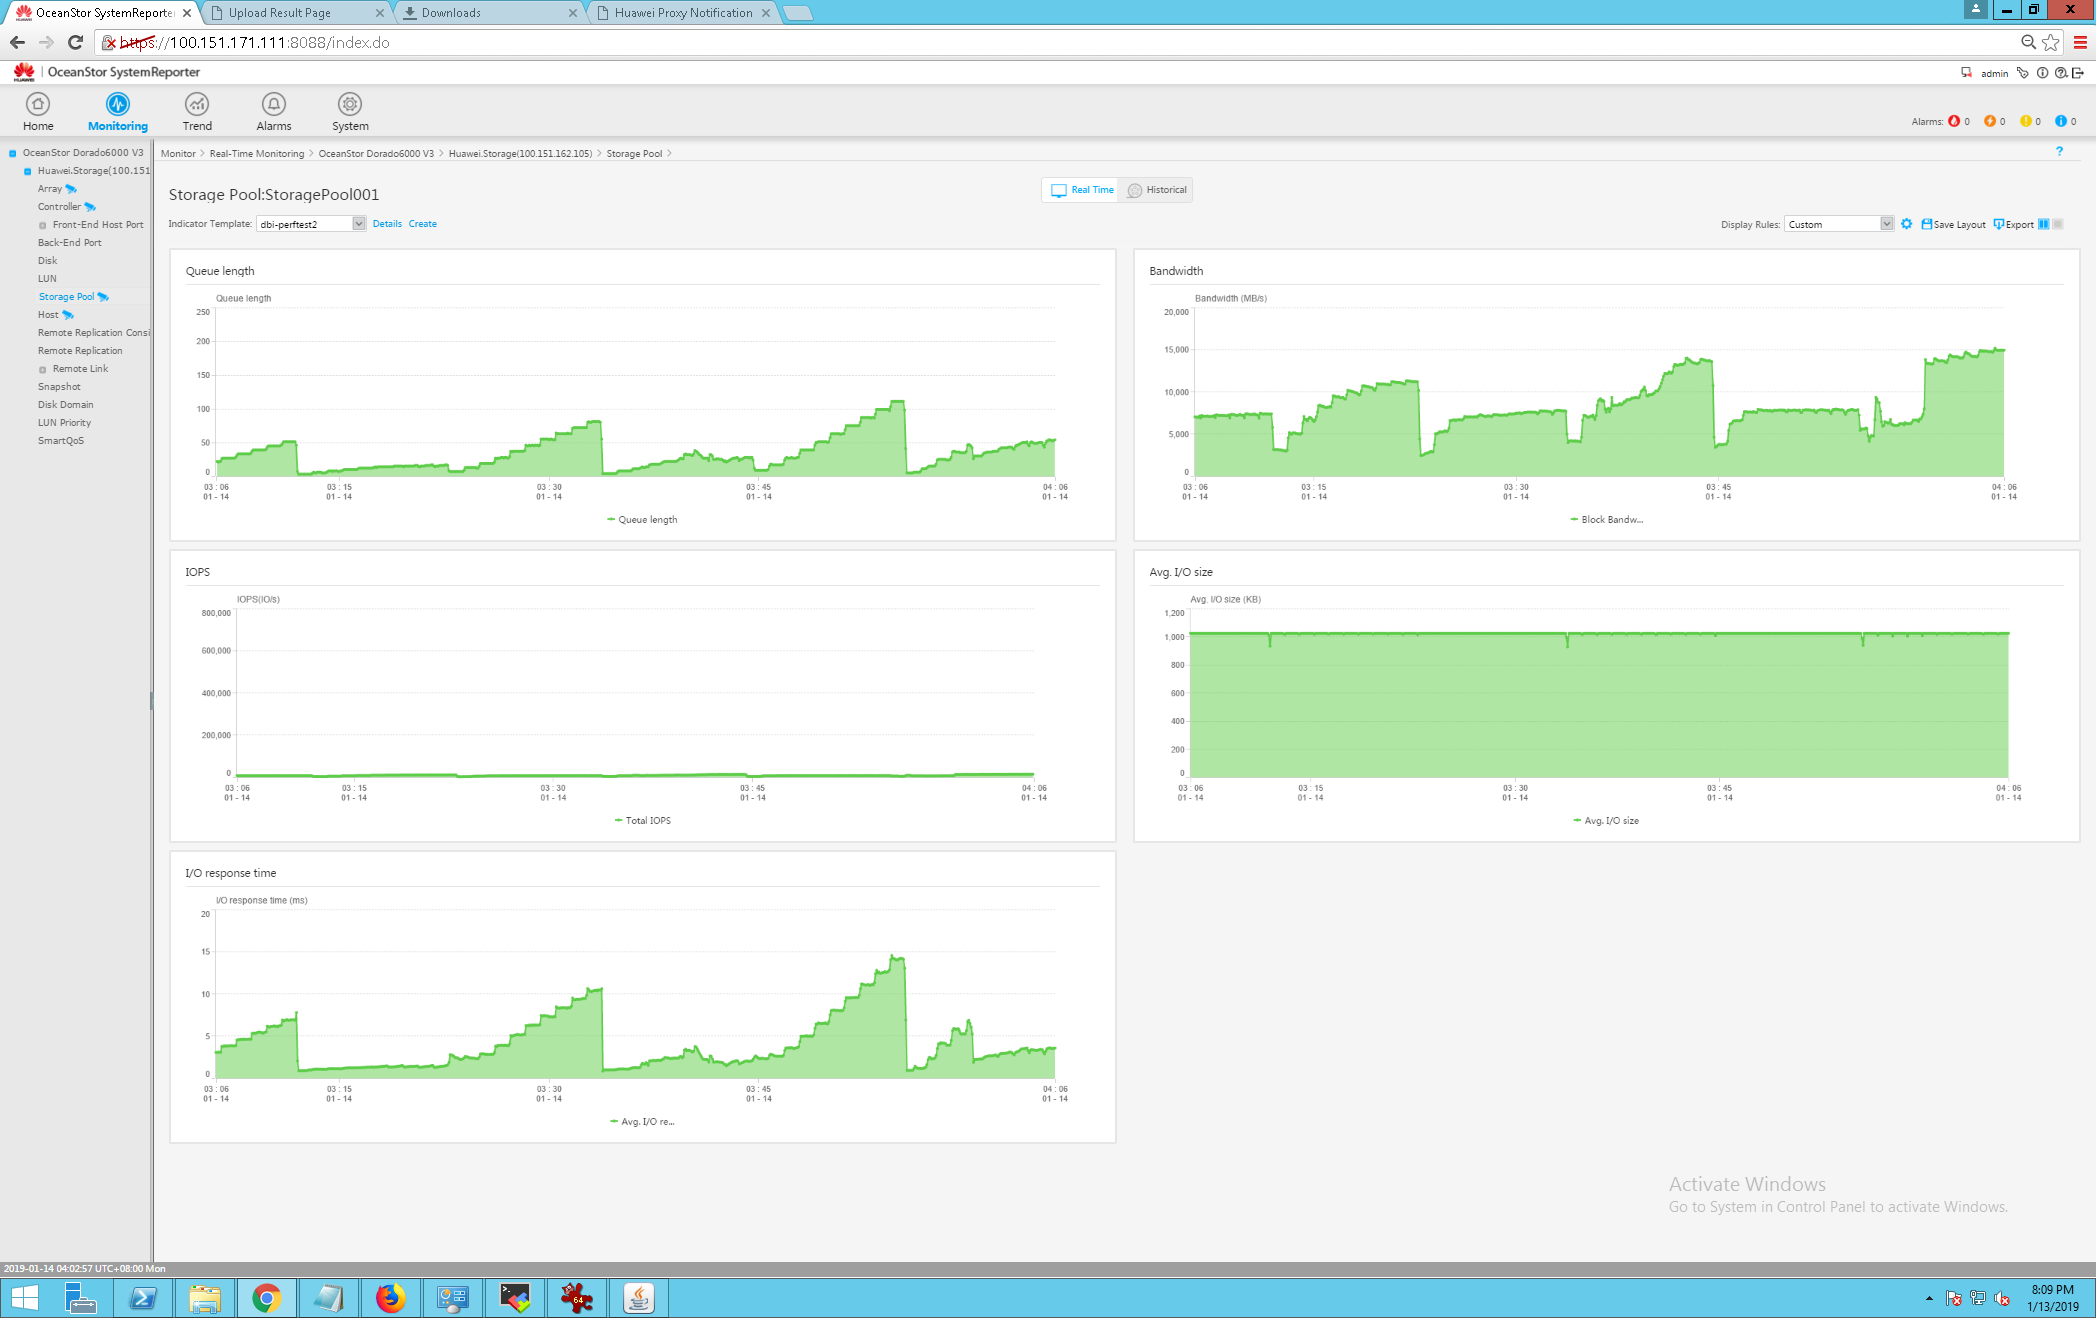 OceanStor SystemReporte
Upload Result Page
Downloads
Huawei Proxy Notification
https://100.151.171.111:8088/index.do
HUAWEI
OceanStor SystemReporter
admin
Home
Monitoring
Trend
Alarms
System
Alarms: 0 0 0 0
OceanStor Dorado6000 V3
Huawei.Storage(100.151
Array
Controller
Front-End Host Port
Back-End Port
Disk
LUN
Storage Pool
Host
Remote Replication Consi
Remote Replication
Remote Link
Snapshot
Disk Domain
LUN Priority
SmartQoS
Monitor > Real-Time Monitoring > OceanStor Dorado6000 V3 > Huawei.Storage(100.151.162.105) > Storage Pool >
?
Storage Pool:StoragePool001
Real Time
Historical
Indicator Template: dbi-perftest2 Details Create
Display Rules: Custom Save Layout Export
Queue length
Queue length
250
200
150
100
50
0
03 : 06 03 : 15 03 : 30 03 : 45 04 : 06
01 - 14 01 - 14 01 - 14 01 - 14 01 - 14
Queue length
Bandwidth
Bandwidth (MB/s)
20,000
15,000
10,000
5,000
0
03 : 06 03 : 15 03 : 30 03 : 45 04 : 06
01 - 14 01 - 14 01 - 14 01 - 14 01 - 14
Block Bandw...
IOPS
IOPS(IO/s)
800,000
600,000
400,000
200,000
0
03 : 06 03 : 15 03 : 30 03 : 45 04 : 06
01 - 14 01 - 14 01 - 14 01 - 14 01 - 14
Total IOPS
Avg. I/O size
Avg. I/O size (KB)
1,200
1,000
800
600
400
200
0
03 : 06 03 : 15 03 : 30 03 : 45 04 : 06
01 - 14 01 - 14 01 - 14 01 - 14 01 - 14
Avg. I/O size
I/O response time
I/O response time (ms)
20
15
10
5
0
03 : 06 03 : 15 03 : 30 03 : 45 04 : 06
01 - 14 01 - 14 01 - 14 01 - 14 01 - 14
Avg. I/O re...
Activate Windows
Go to System in Control Panel to activate Windows.
2019-01-14 04:02:57 UTC+08:00 Mon
64
8:09 PM
1/13/2019